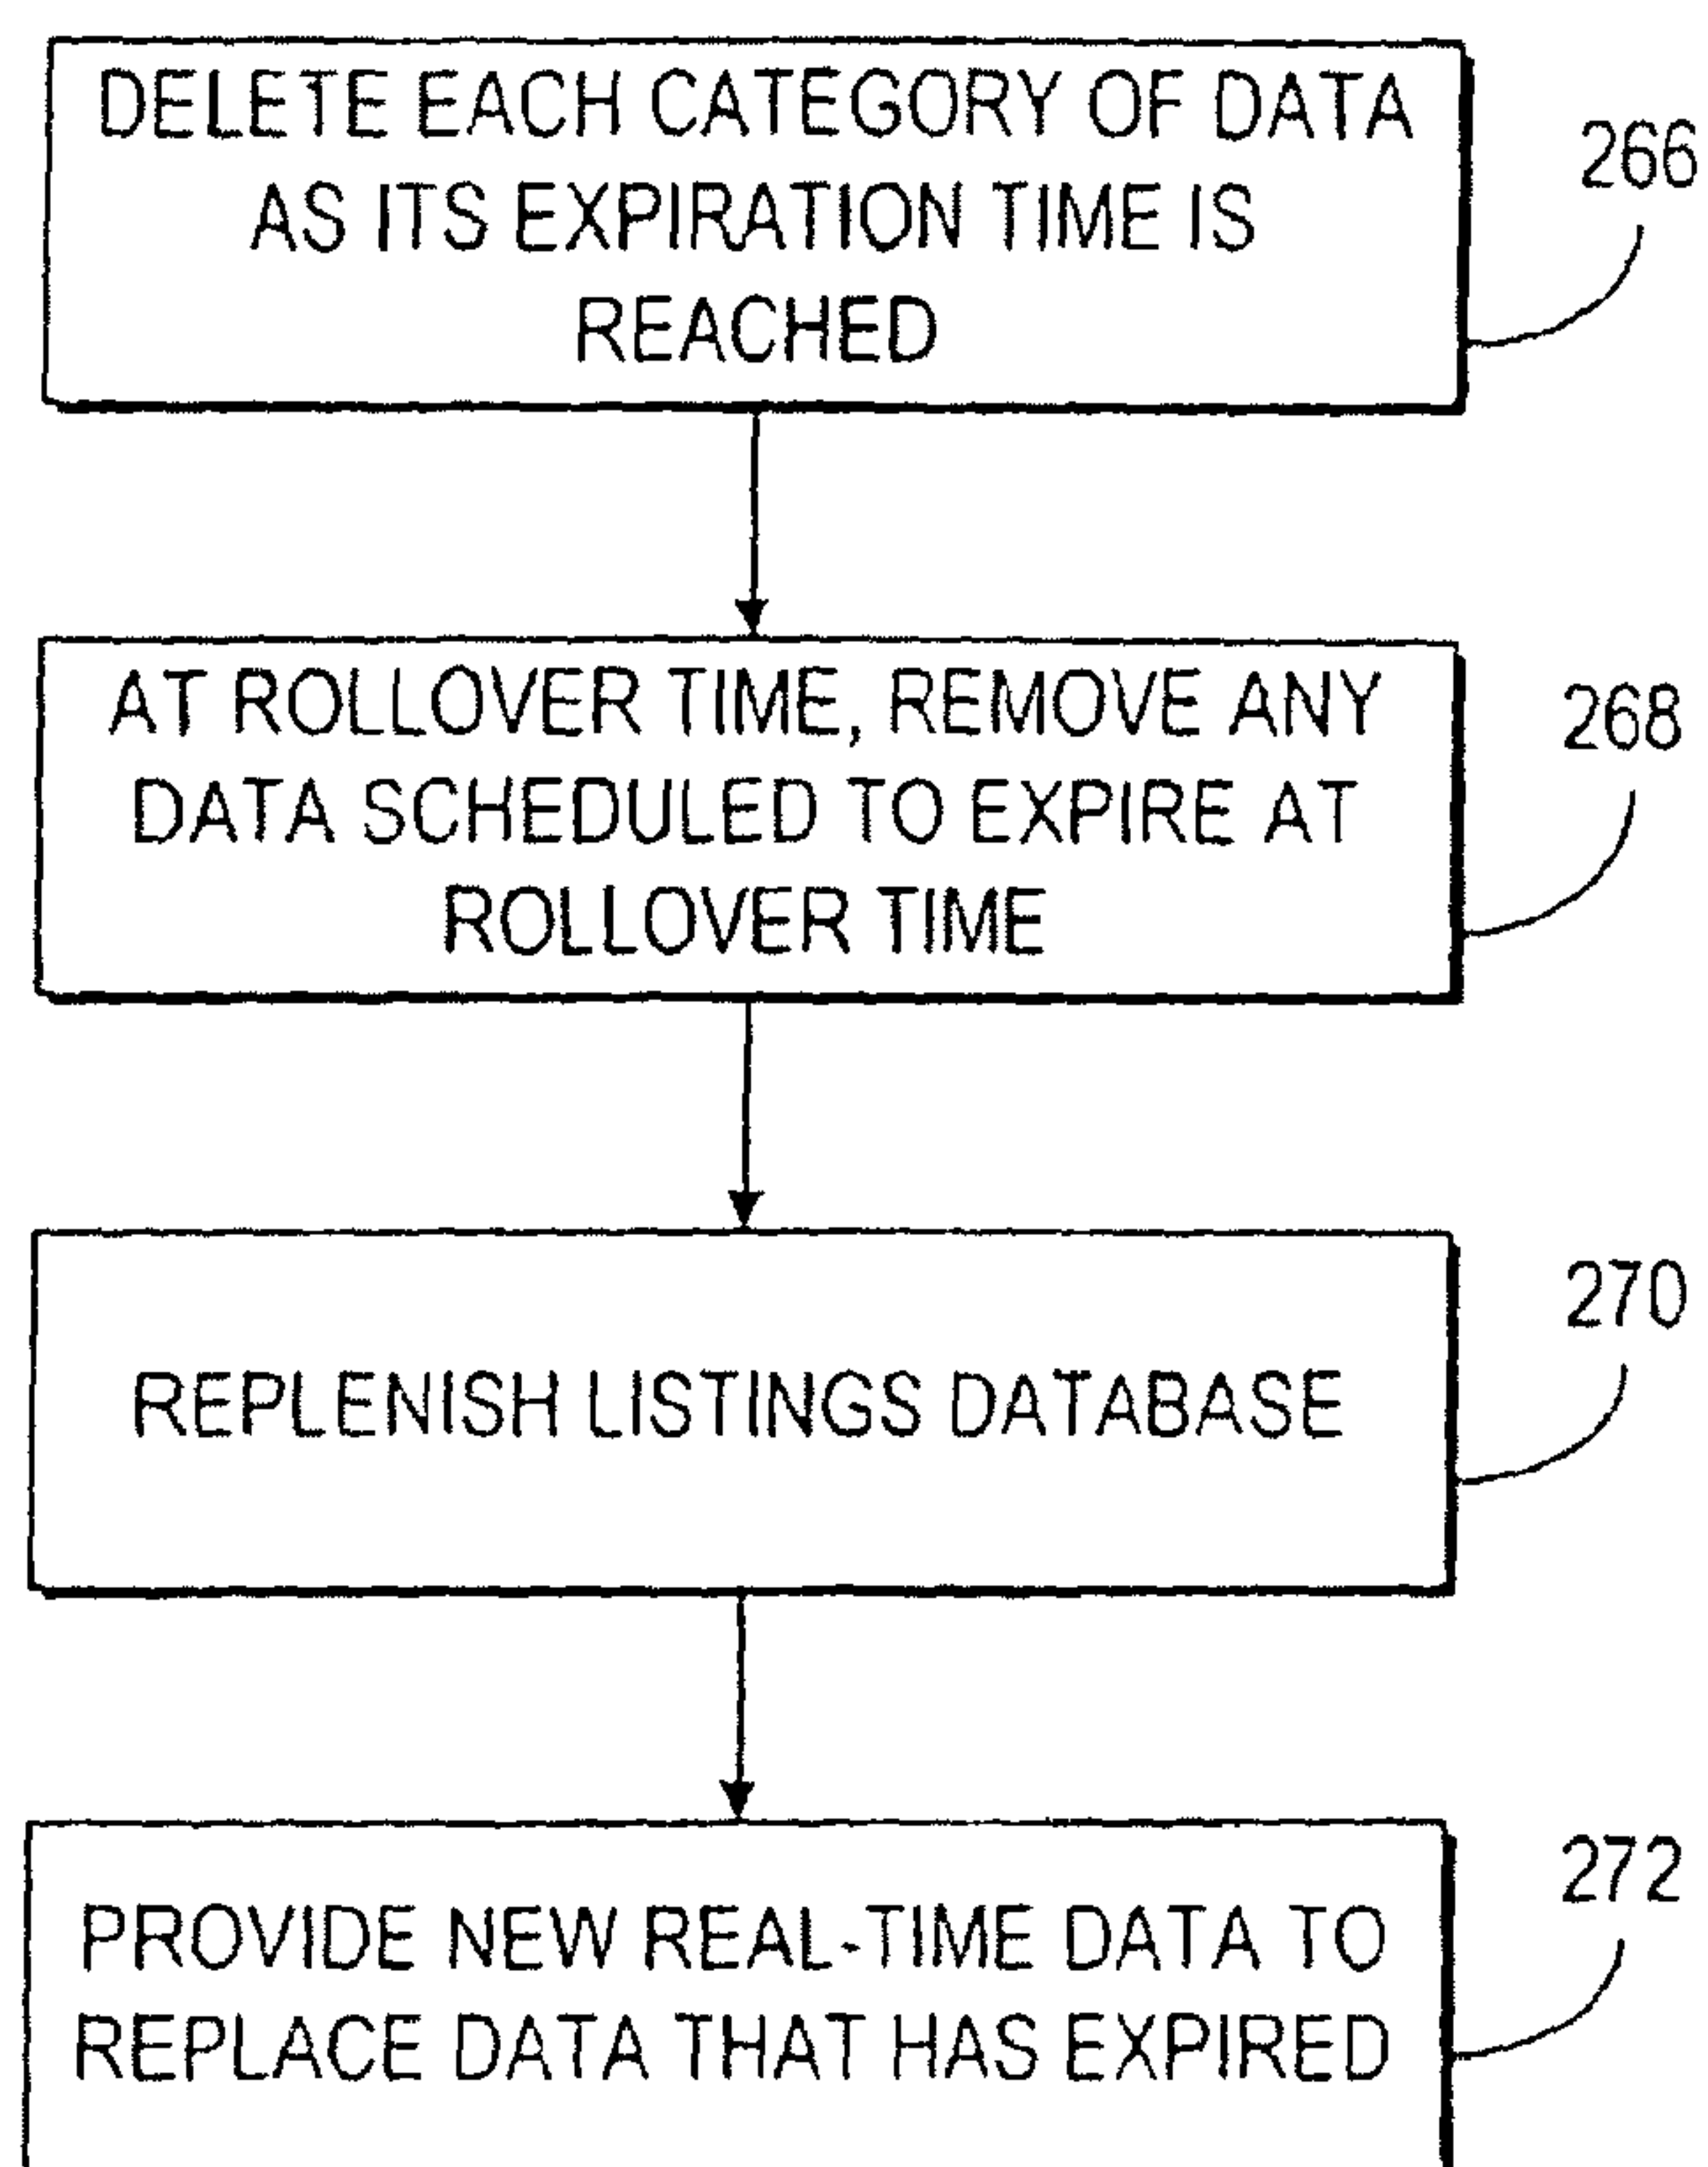 DELETE EACH CATEGORY OF DATA
AS ITS EXPIRATION TIME IS
REACHED
266
AT ROLLOVER TIME, REMOVE ANY
DATA SCHEDULED TO EXPIRE AT
ROLLOVER TIME
268
REPLENISH LISTINGS DATABASE
270
PROVIDE NEW REAL-TIME DATA TO
REPLACE DATA THAT HAS EXPIRED
272